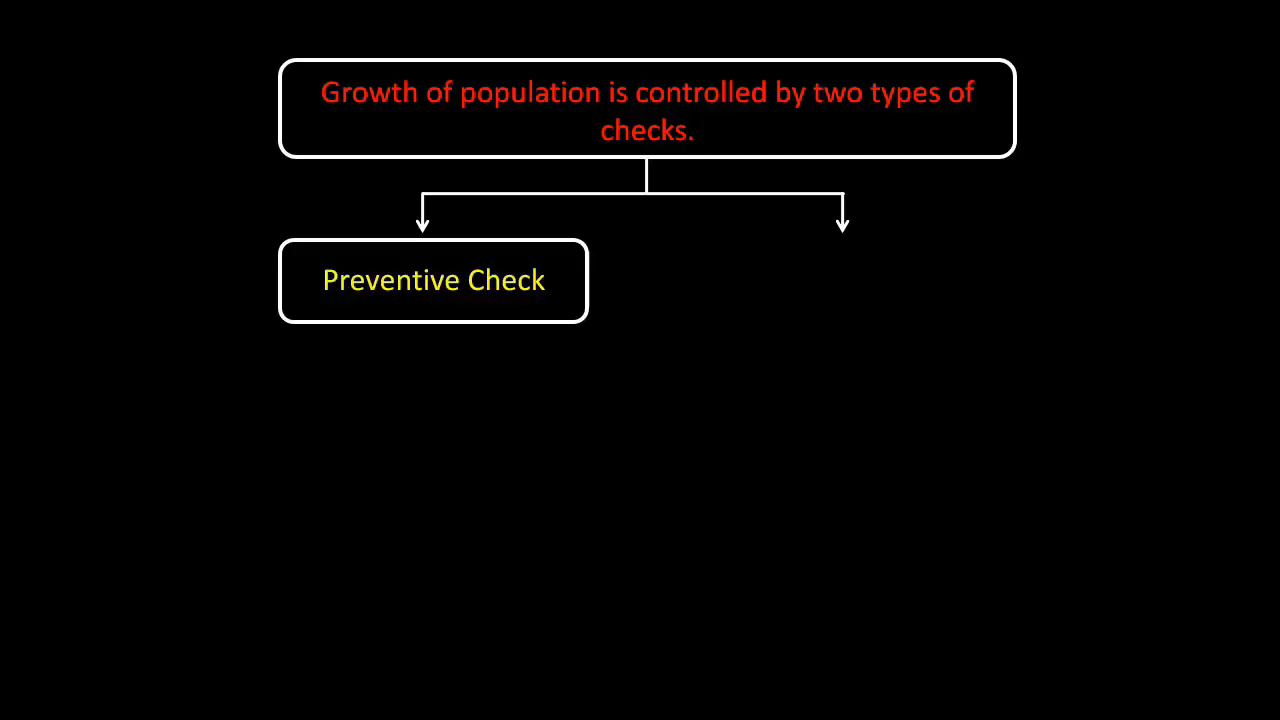 Growth of population is controlled by two types of
checks.
Preventive Check